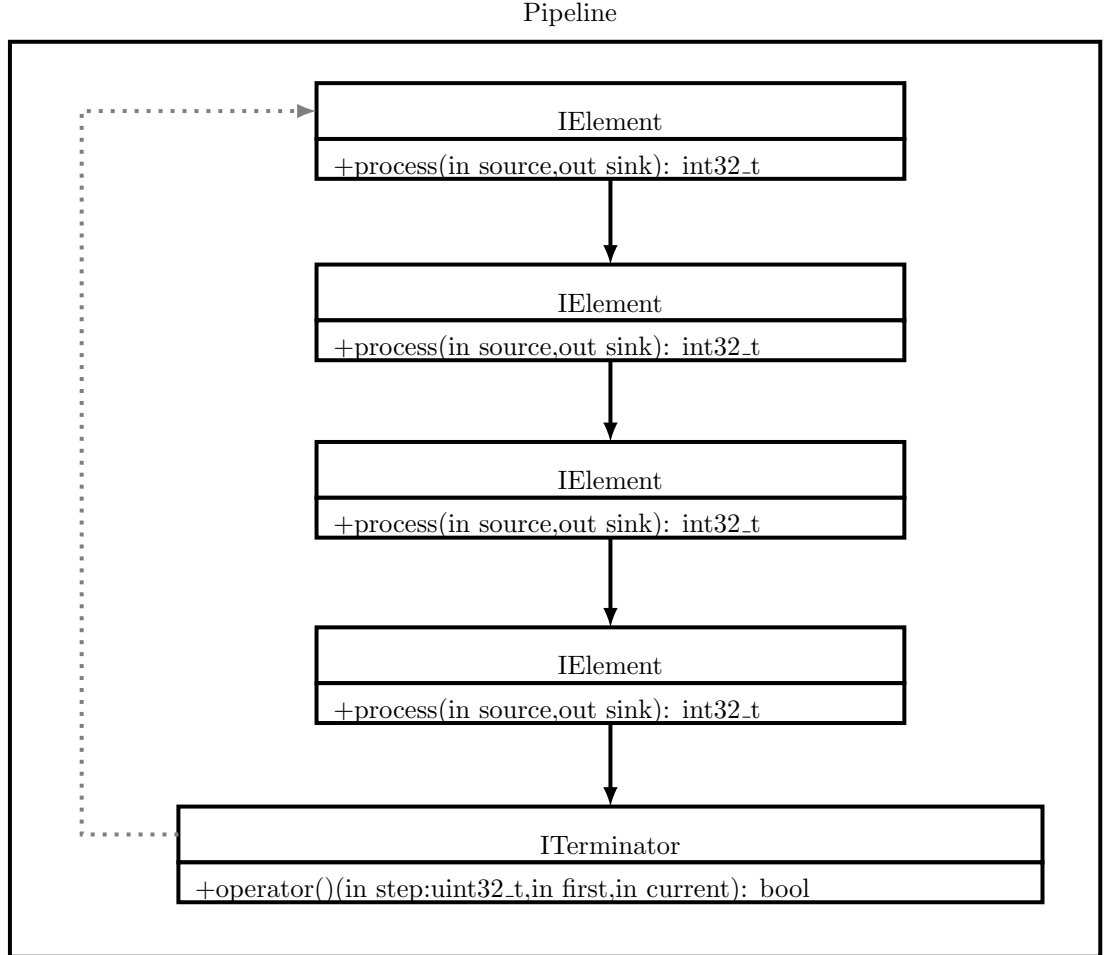 Pipeline
IElement
+process(in source,out sink): int32_t
IElement
+process(in source,out sink): int32_t
IElement
+process(in source,out sink): int32_t
IElement
+process(in source,out sink): int32_t
ITerminator
+operator()(in step:uint32_t,in first,in current): bool